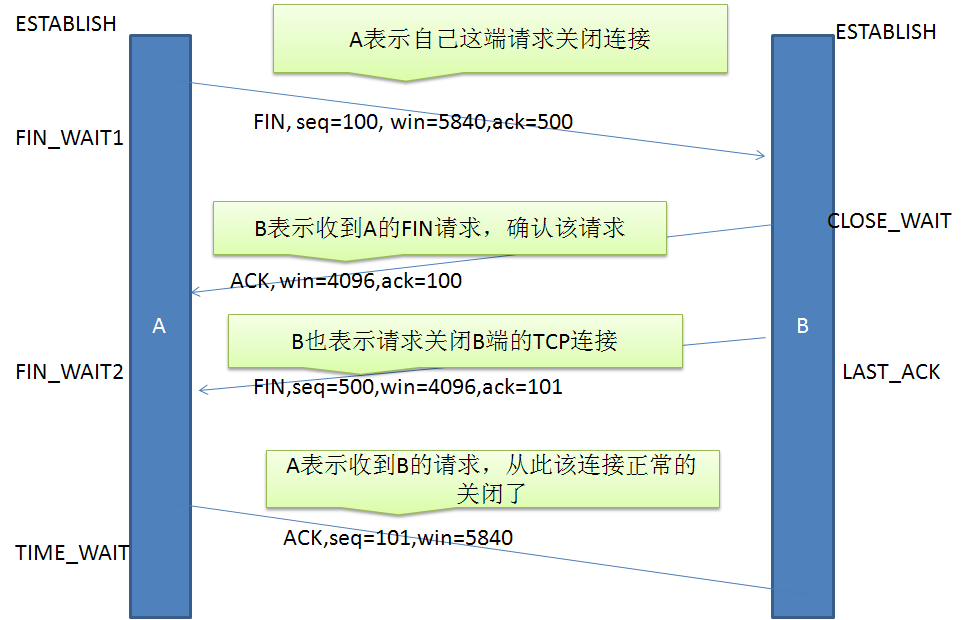 ESTABLISH
ESTABLISH
A表示自己这端请求关闭连接
FIN, seq=100, win=5840,ack=500
FIN_WAIT1
B表示收到A的FIN请求，确认该请求
CLOSE_WAIT
ACK, win=4096,ack=100
A
B
B也表示请求关闭B端的TCP连接
FIN_WAIT2
LAST_ACK
FIN,seq=500,win=4096,ack=101
A表示收到B的请求，从此该连接正常的
关闭了
ACK,seq=101,win=5840
TIME_WAIT